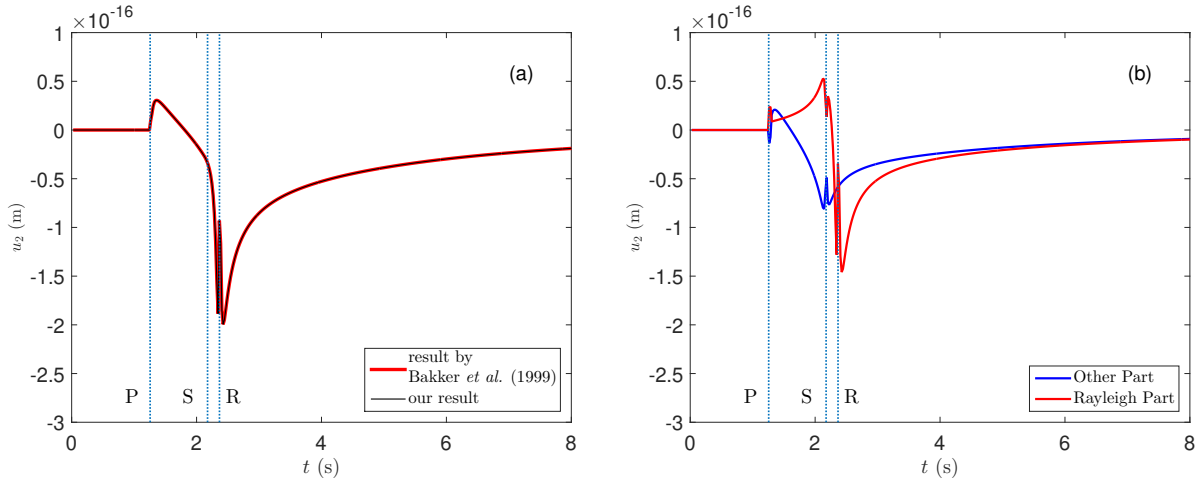 ×10⁻¹⁶
1
0.5
0
-0.5
-1
-1.5
-2
-2.5
-3
u₂ (m)
(a)
P S R
result by
Bakker et al. (1999)
our result
0 2 4 6 8
t (s)
×10⁻¹⁶
1
0.5
0
-0.5
-1
-1.5
-2
-2.5
-3
u₂ (m)
(b)
P S R
Other Part
Rayleigh Part
0 2 4 6 8
t (s)